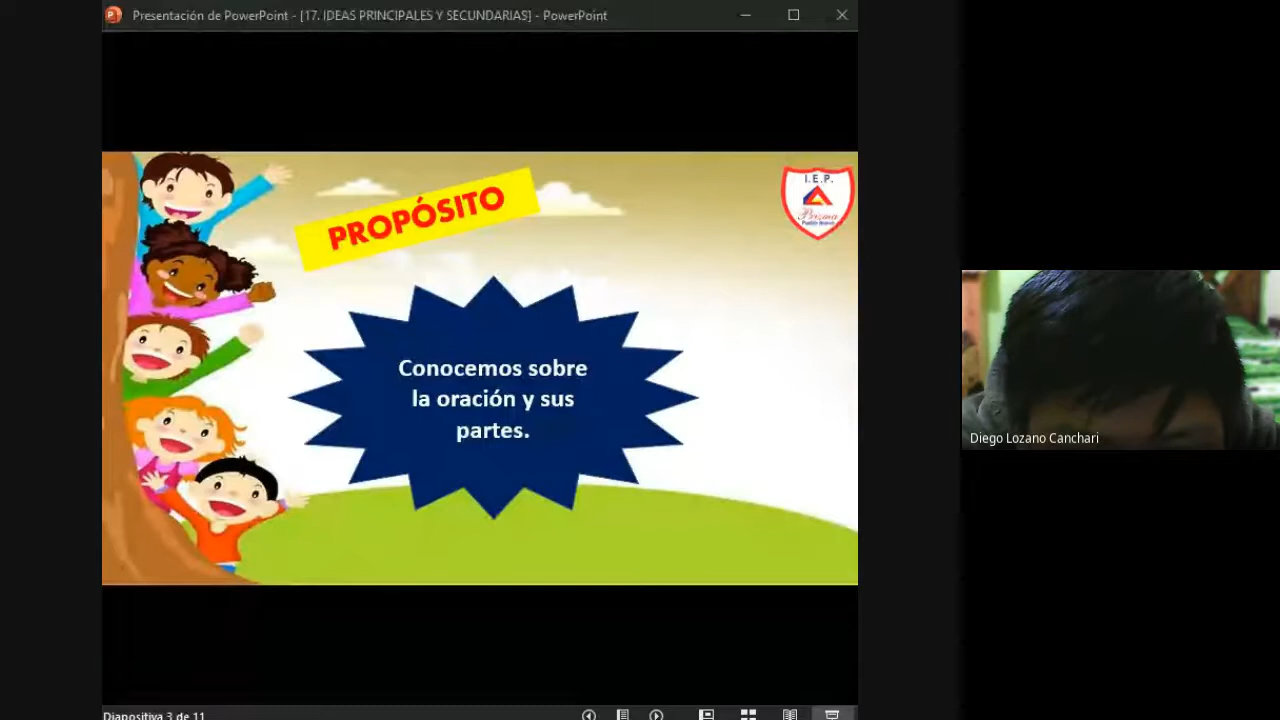 Presentación de PowerPoint - [17. IDEAS PRINCIPALES Y SECUNDARIAS] - PowerPoint
PROPÓSITO
I.E.P.
Prizma
Conocemos sobre
la oración y sus
partes.
Diego Lozano Canchari
Diapositiva 3 de 11